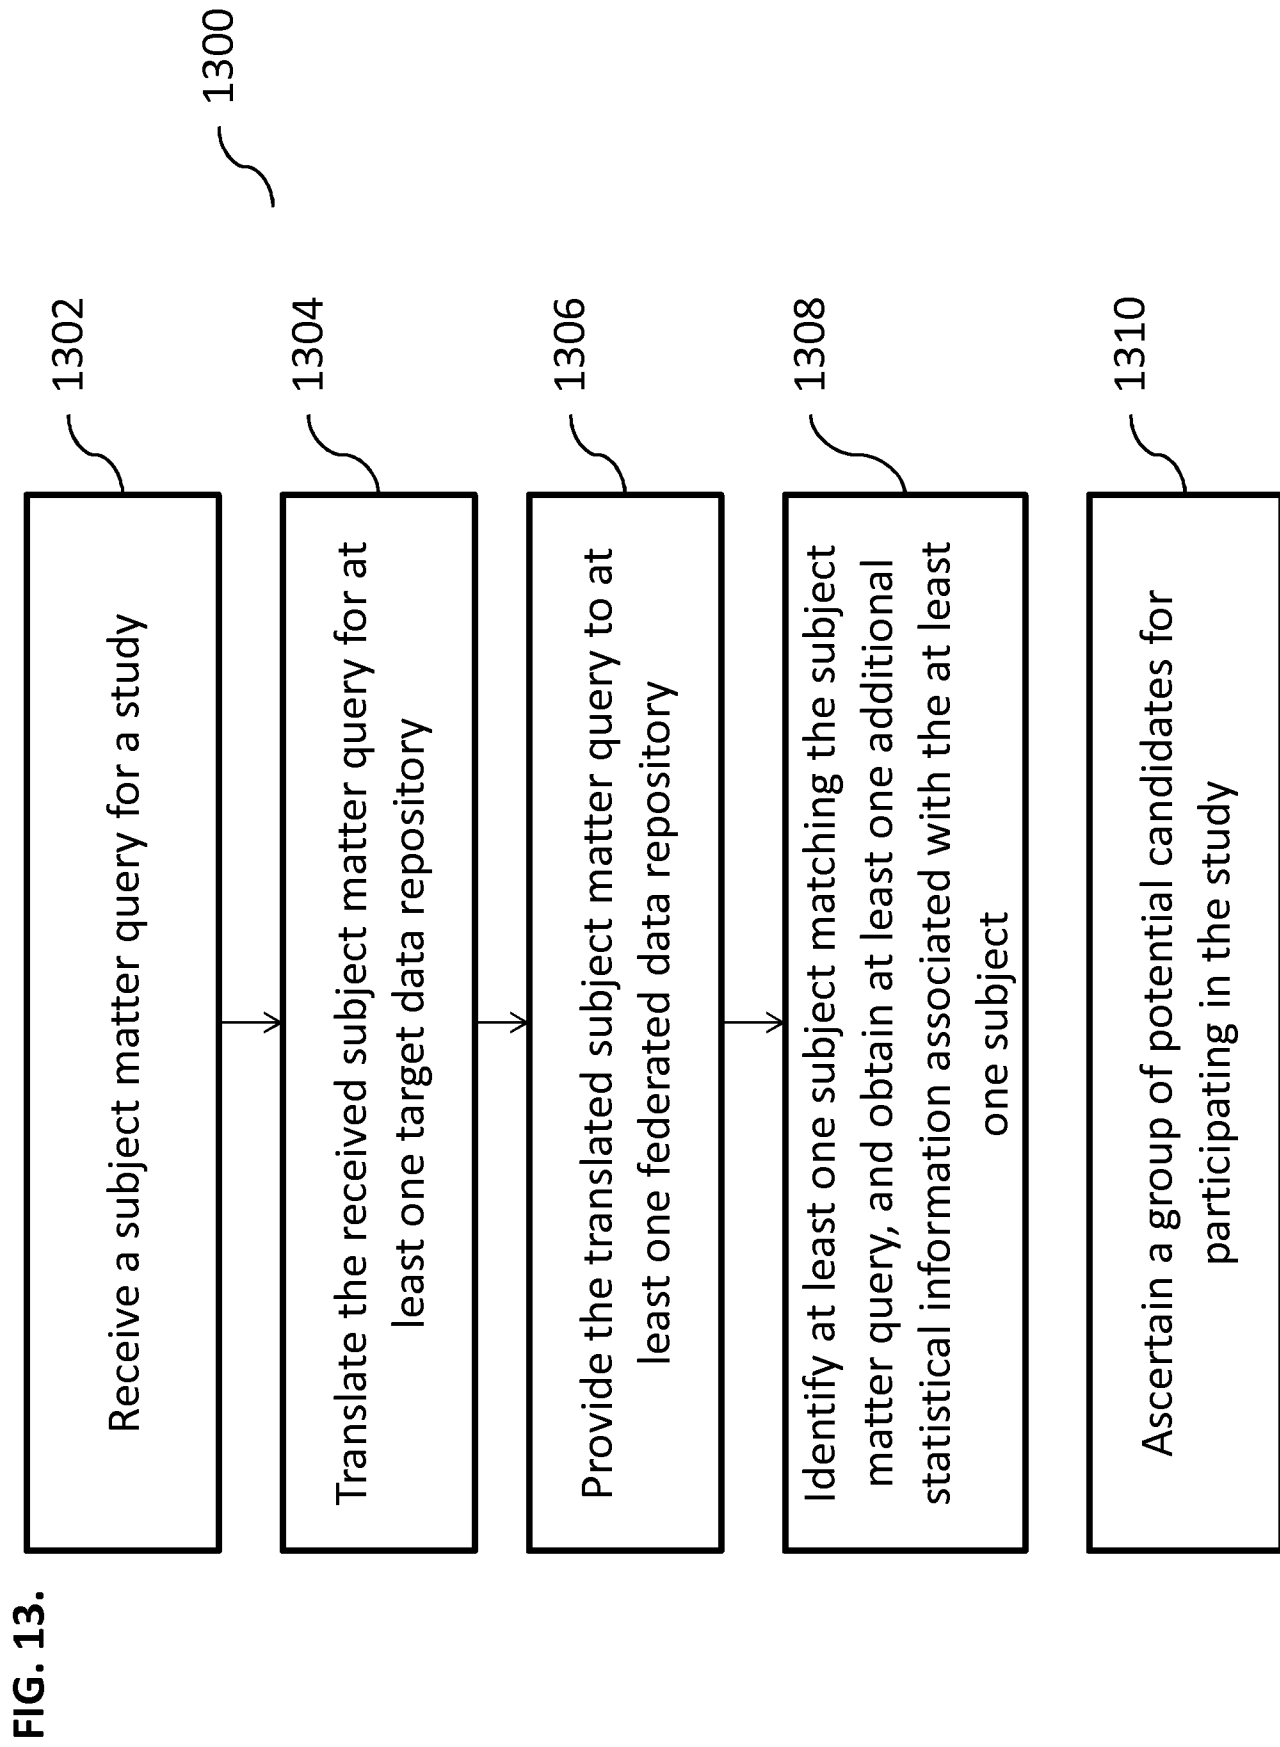 FIG. 13.
1300
Receive a subject matter query for a study
1302
Translate the received subject matter query for at
least one target data repository
1304
Provide the translated subject matter query to at
least one federated data repository
1306
Identify at least one subject matching the subject
matter query, and obtain at least one additional
statistical information associated with the at least
one subject
1308
Ascertain a group of potential candidates for
participating in the study
1310